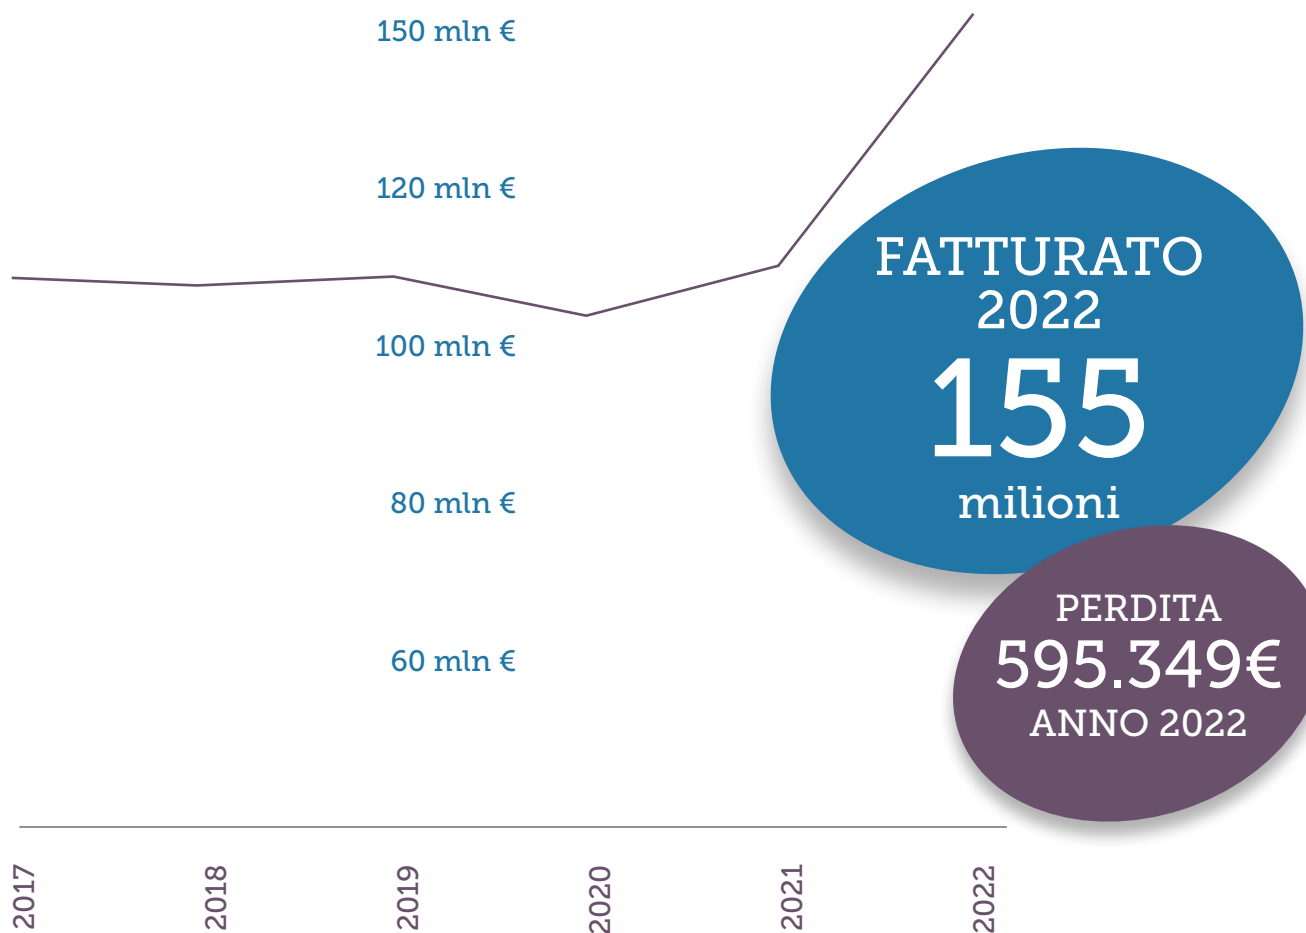 150 mln €
120 mln €
100 mln €
80 mln €
60 mln €
FATTURATO
2022
155
milioni
PERDITA
595.349€
ANNO 2022
2017
2018
2019
2020
2021
2022